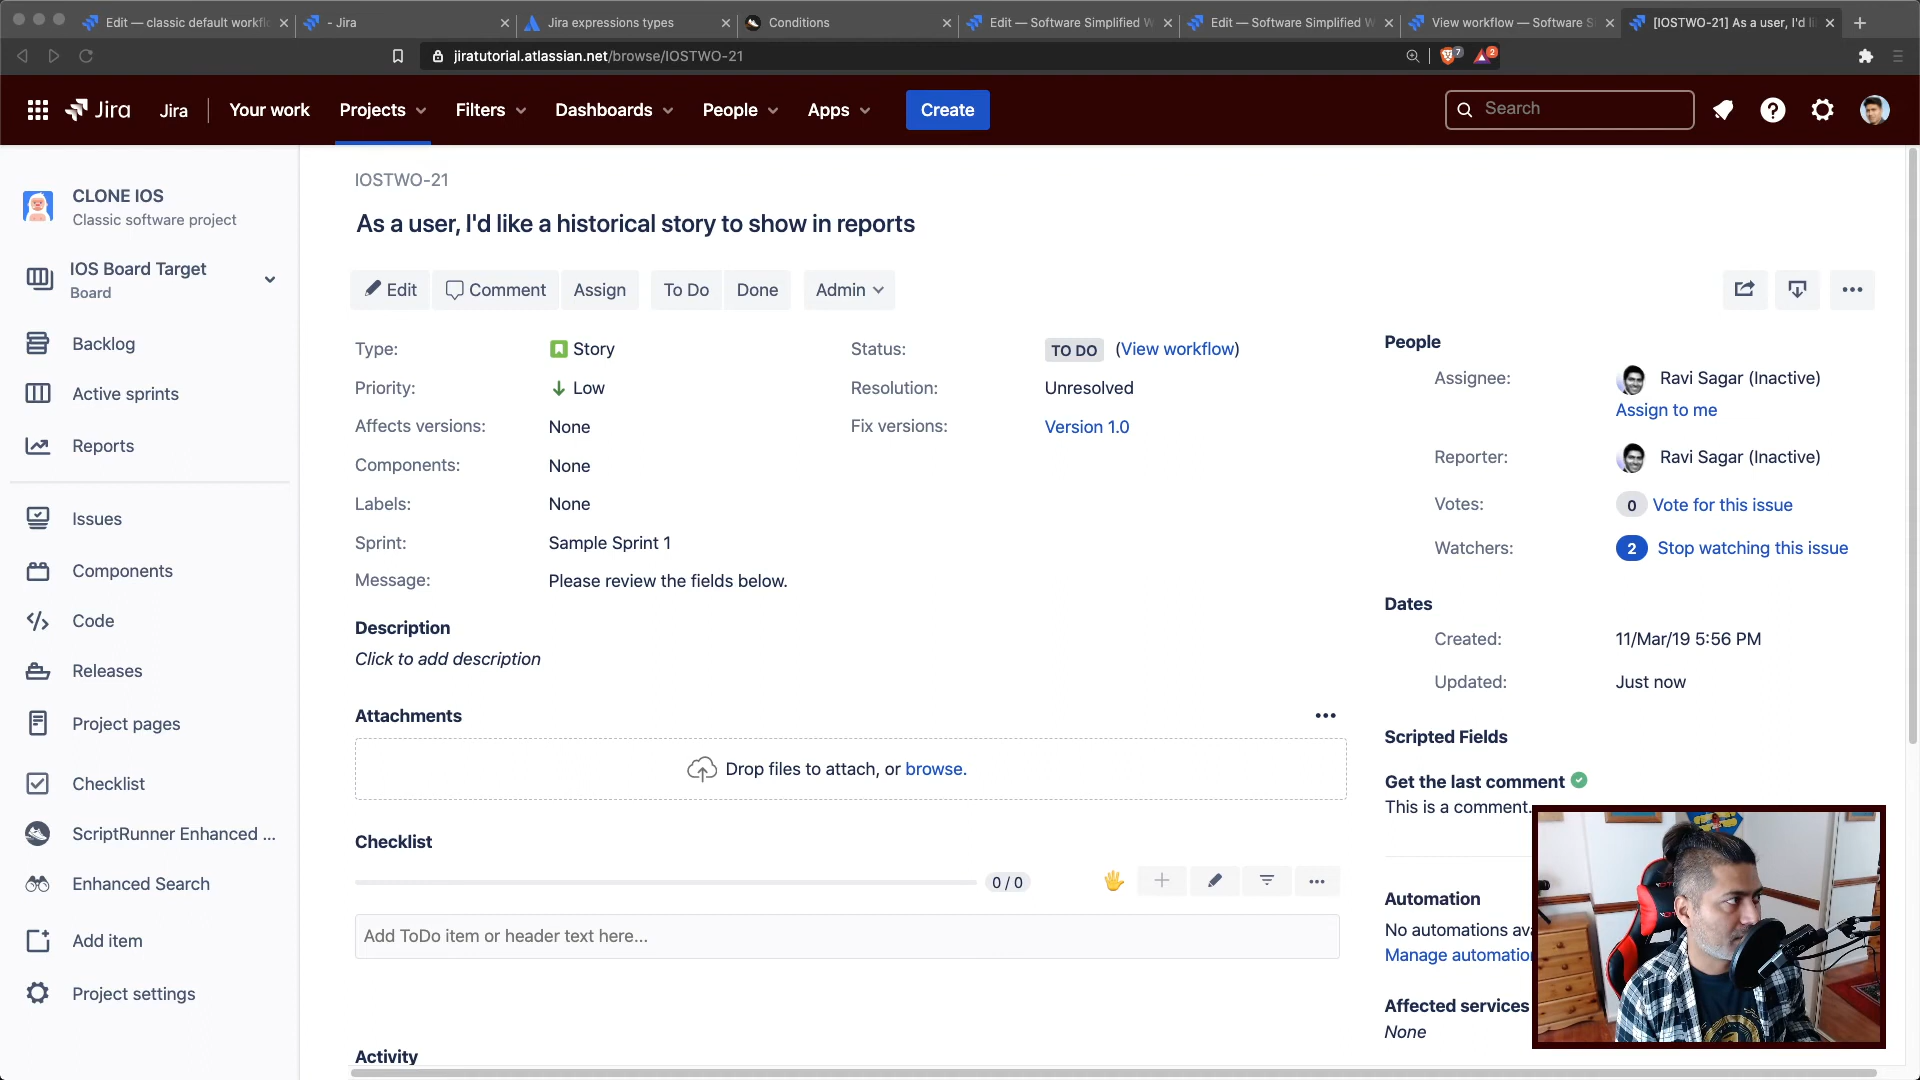 Edit — classic default workfl
- Jira
Jira expressions types
Conditions
Edit — Software Simplified W
Edit — Software Simplified W
View workflow — Software S
[IOSTWO-21] As a user, I'd li
jiratutorial.atlassian.net/browse/IOSTWO-21
7
2
Jira
Jira
Your work
Projects
Filters
Dashboards
People
Apps
Create
Search
CLONE IOS
Classic software project
IOS Board Target
Board
Backlog
Active sprints
Reports
Issues
Components
Code
Releases
Project pages
Checklist
ScriptRunner Enhanced ...
Enhanced Search
Add item
Project settings
IOSTWO-21
As a user, I'd like a historical story to show in reports
Edit
Comment
Assign
To Do
Done
Admin
Type: Story
Priority: Low
Affects versions: None
Components: None
Labels: None
Sprint: Sample Sprint 1
Message: Please review the fields below.
Status: TO DO (View workflow)
Resolution: Unresolved
Fix versions: Version 1.0
Description
Click to add description
Attachments
Drop files to attach, or browse.
Checklist
0 / 0
Add ToDo item or header text here...
Activity
People
Assignee: Ravi Sagar (Inactive)
Assign to me
Reporter: Ravi Sagar (Inactive)
Votes: 0 Vote for this issue
Watchers: 2 Stop watching this issue
Dates
Created: 11/Mar/19 5:56 PM
Updated: Just now
Scripted Fields
Get the last comment
This is a comment.
Automation
No automations ava
Manage automation
Affected services
None